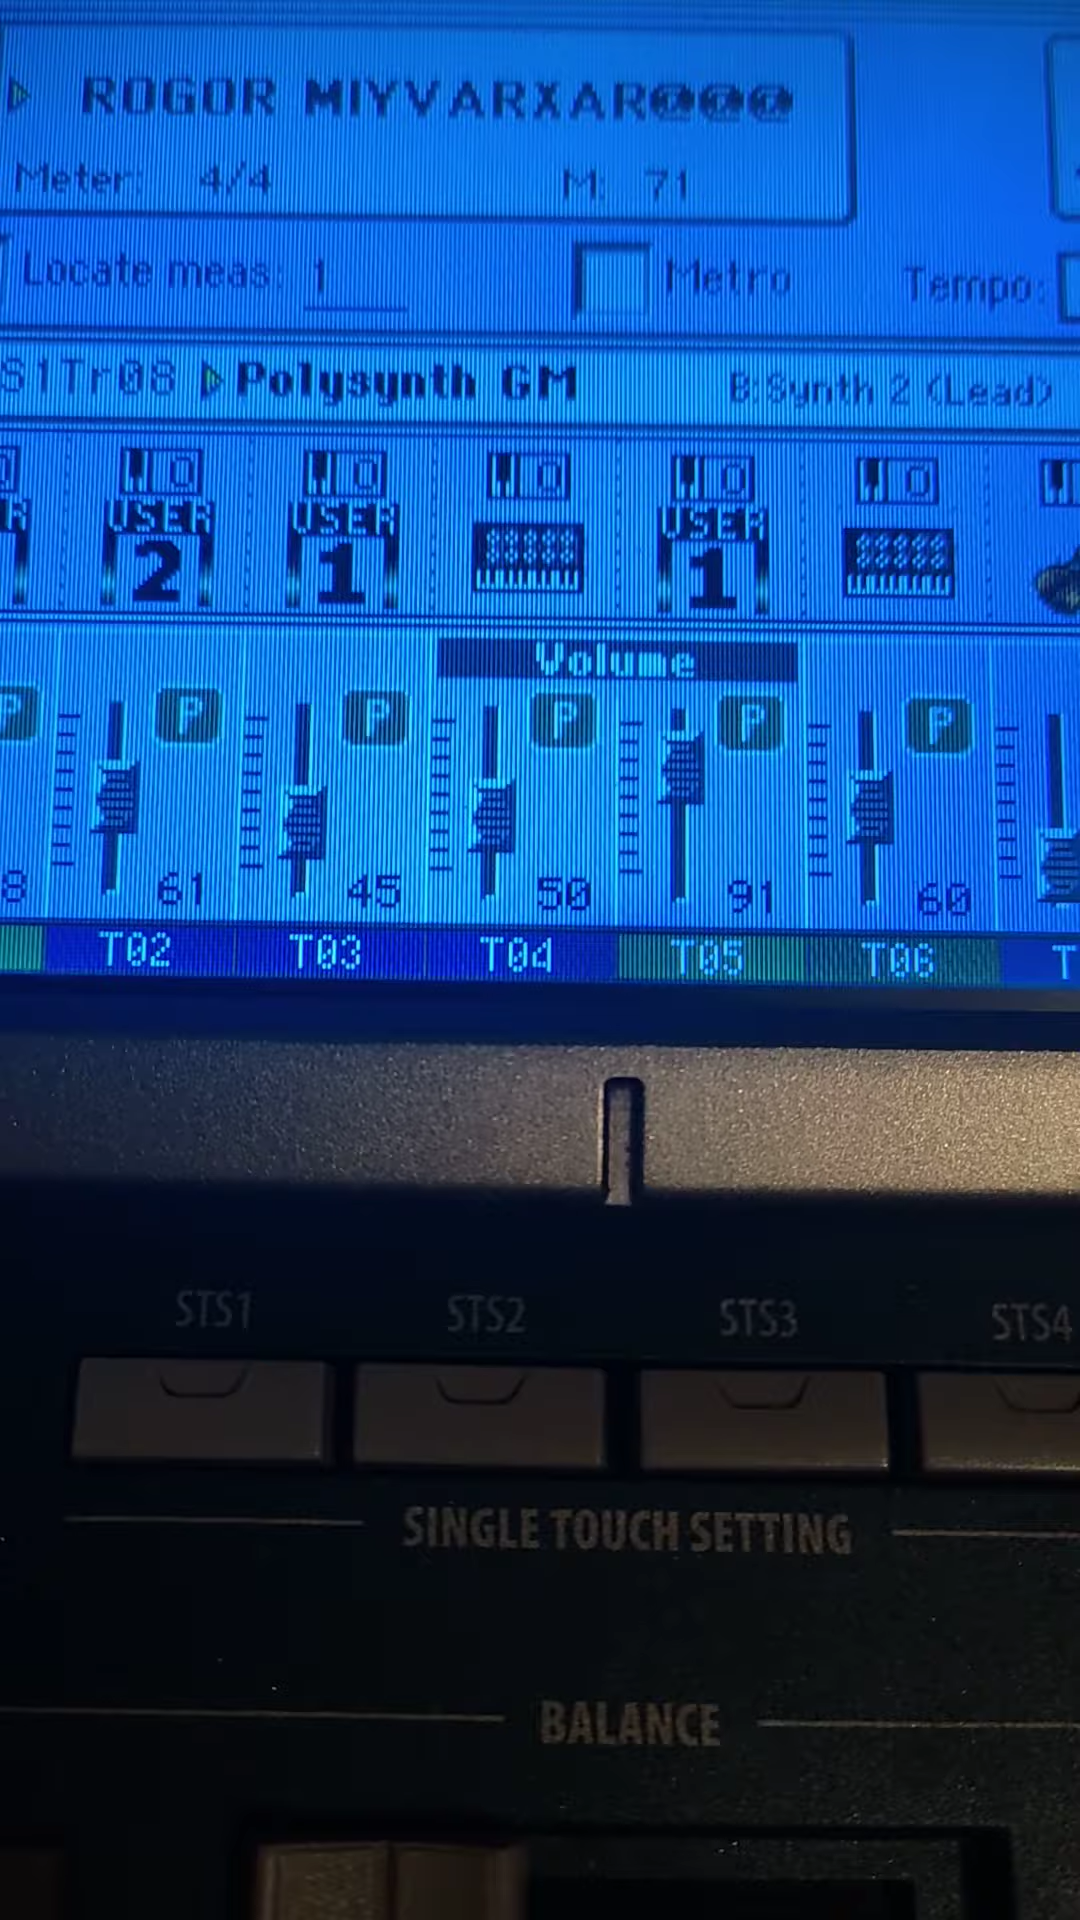 ROGOR MIYVARXAR@@@
Meter: 4/4 M: 71
Locate meas: 1 Metro Tempo:
S1Tr08 Polysynth GM B:Synth 2 (Lead)
USER 2 USER 1 USER 1
Volume
P P P P P P
8 61 45 50 91 60
T02 T03 T04 T05 T06 T
STS1 STS2 STS3 STS4
SINGLE TOUCH SETTING
BALANCE